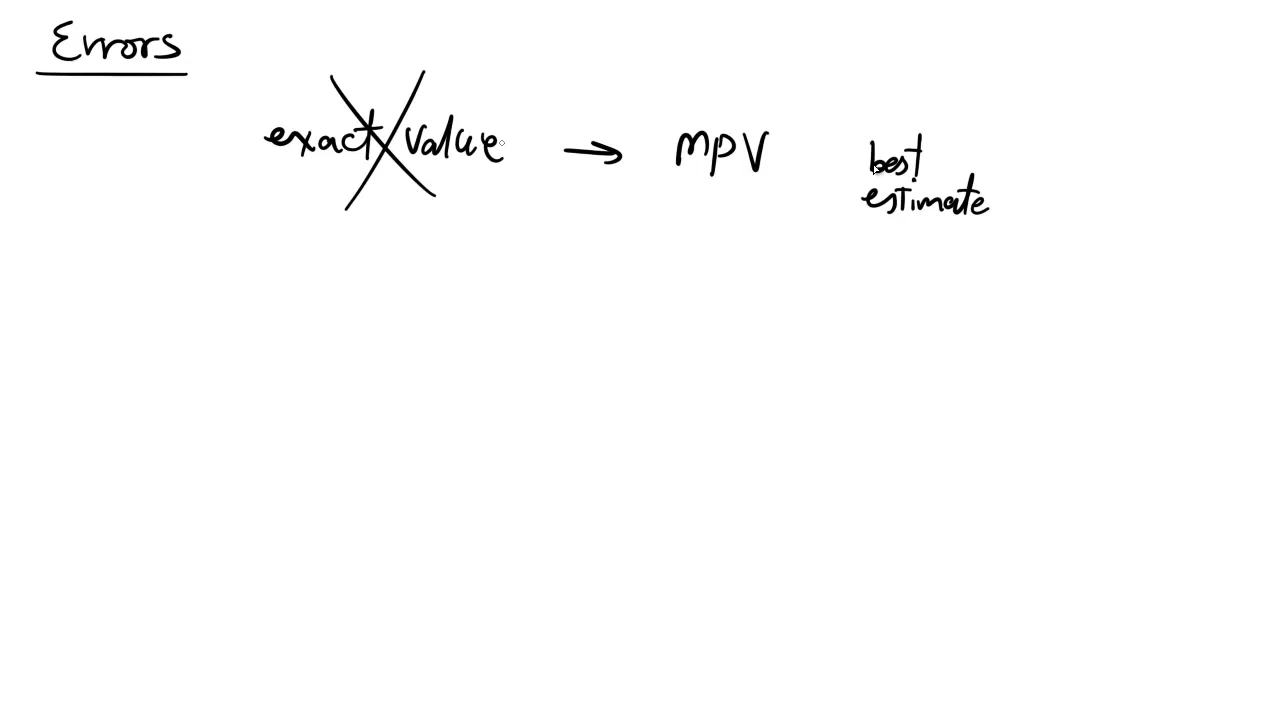 Errors
exact value → MPV
best
estimate